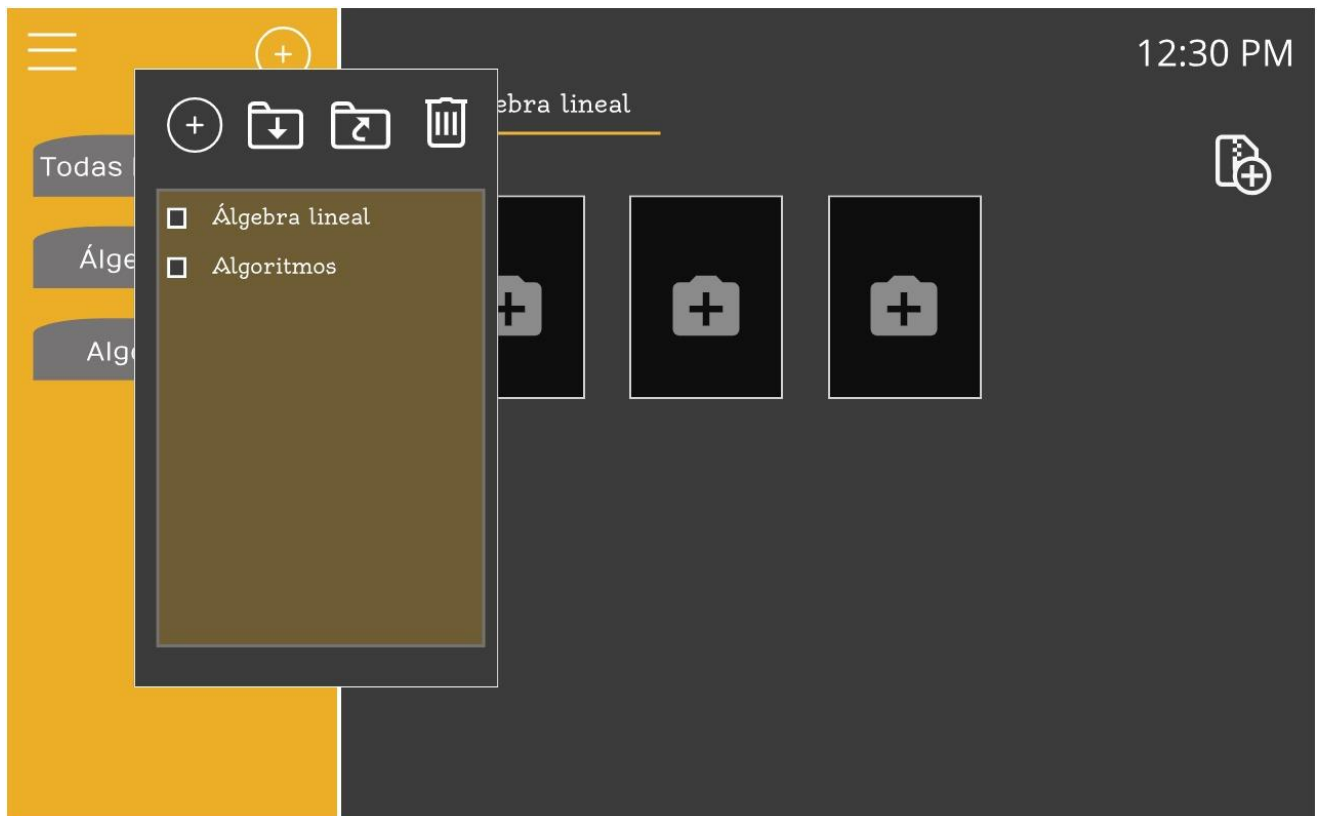 12:30 PM
ebra lineal
Todas
Álge
Alg
Álgebra lineal
Algoritmos